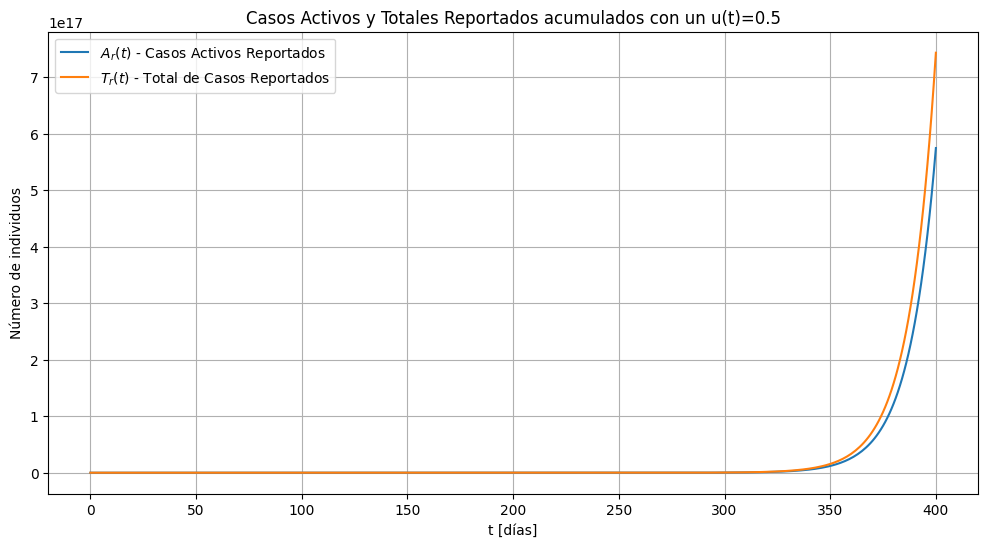 Casos Activos y Totales Reportados acumulados con un u(t)=0.5
1e17
A_r(t) - Casos Activos Reportados
T_r(t) - Total de Casos Reportados
7
6
5
4
3
2
1
0
Número de individuos
0 50 100 150 200 250 300 350 400
t [días]